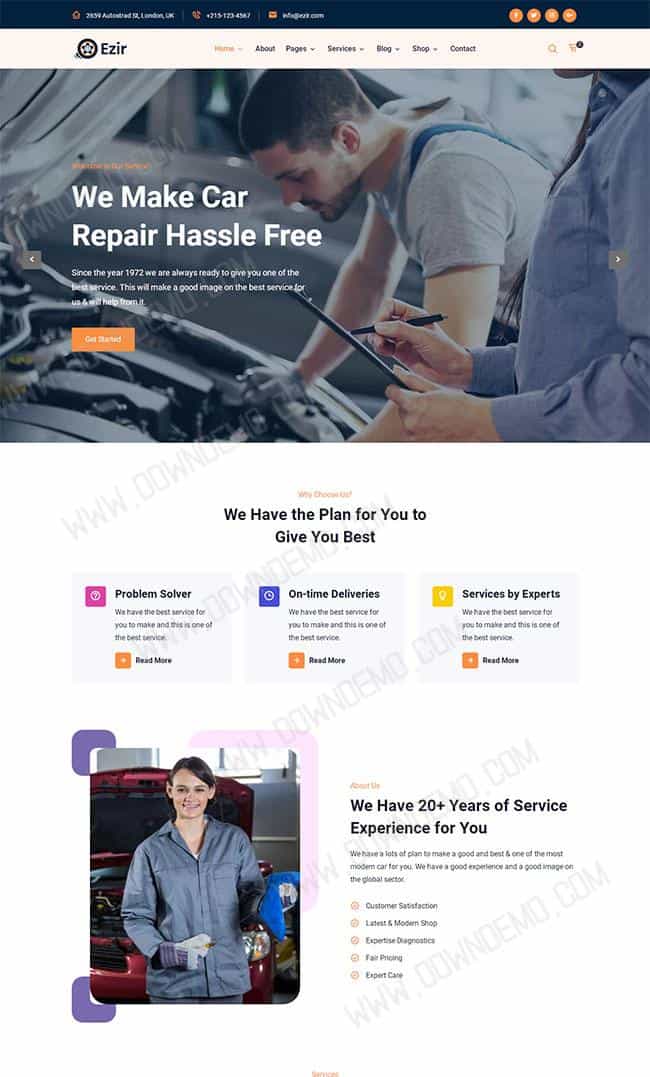 2659 Autostrad St, London, UK +215-123-4567 info@ezir.com
Ezir Home About Pages Services Blog Shop Contact
We Make Car
Repair Hassle Free
Since the year 1972 we are always ready to give you one of the
best service. This will make a good image on the best service for
us & will help from it.
Get Started
Why Choose Us?
We Have the Plan for You to
Give You Best
Problem Solver
We have the best service for
you to make and this is one of
the best service.
Read More
On-time Deliveries
We have the best service for
you to make and this is one of
the best service.
Read More
Services by Experts
We have the best service for
you to make and this is one of
the best service.
Read More
About Us
We Have 20+ Years of Service
Experience for You
We have a lots of plan to make a good and best & one of the most
modern car for you. We have a good experience and a good image on
the global sector.
Customer Satisfaction
Latest & Modern Shop
Expertise Diagnostics
Fair Pricing
Expert Care
Services
WWW.DOWNDEMO.COM